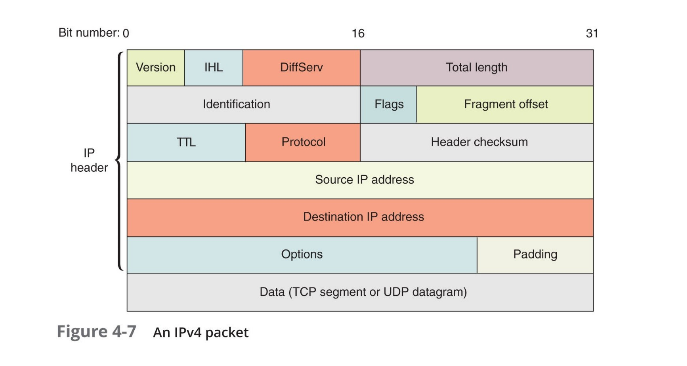 Bit number: 0 16 31
Version IHL DiffServ Total length
Identification Flags Fragment offset
TTL Protocol Header checksum
IP
header
Source IP address
Destination IP address
Options Padding
Data (TCP segment or UDP datagram)
Figure 4-7 An IPv4 packet